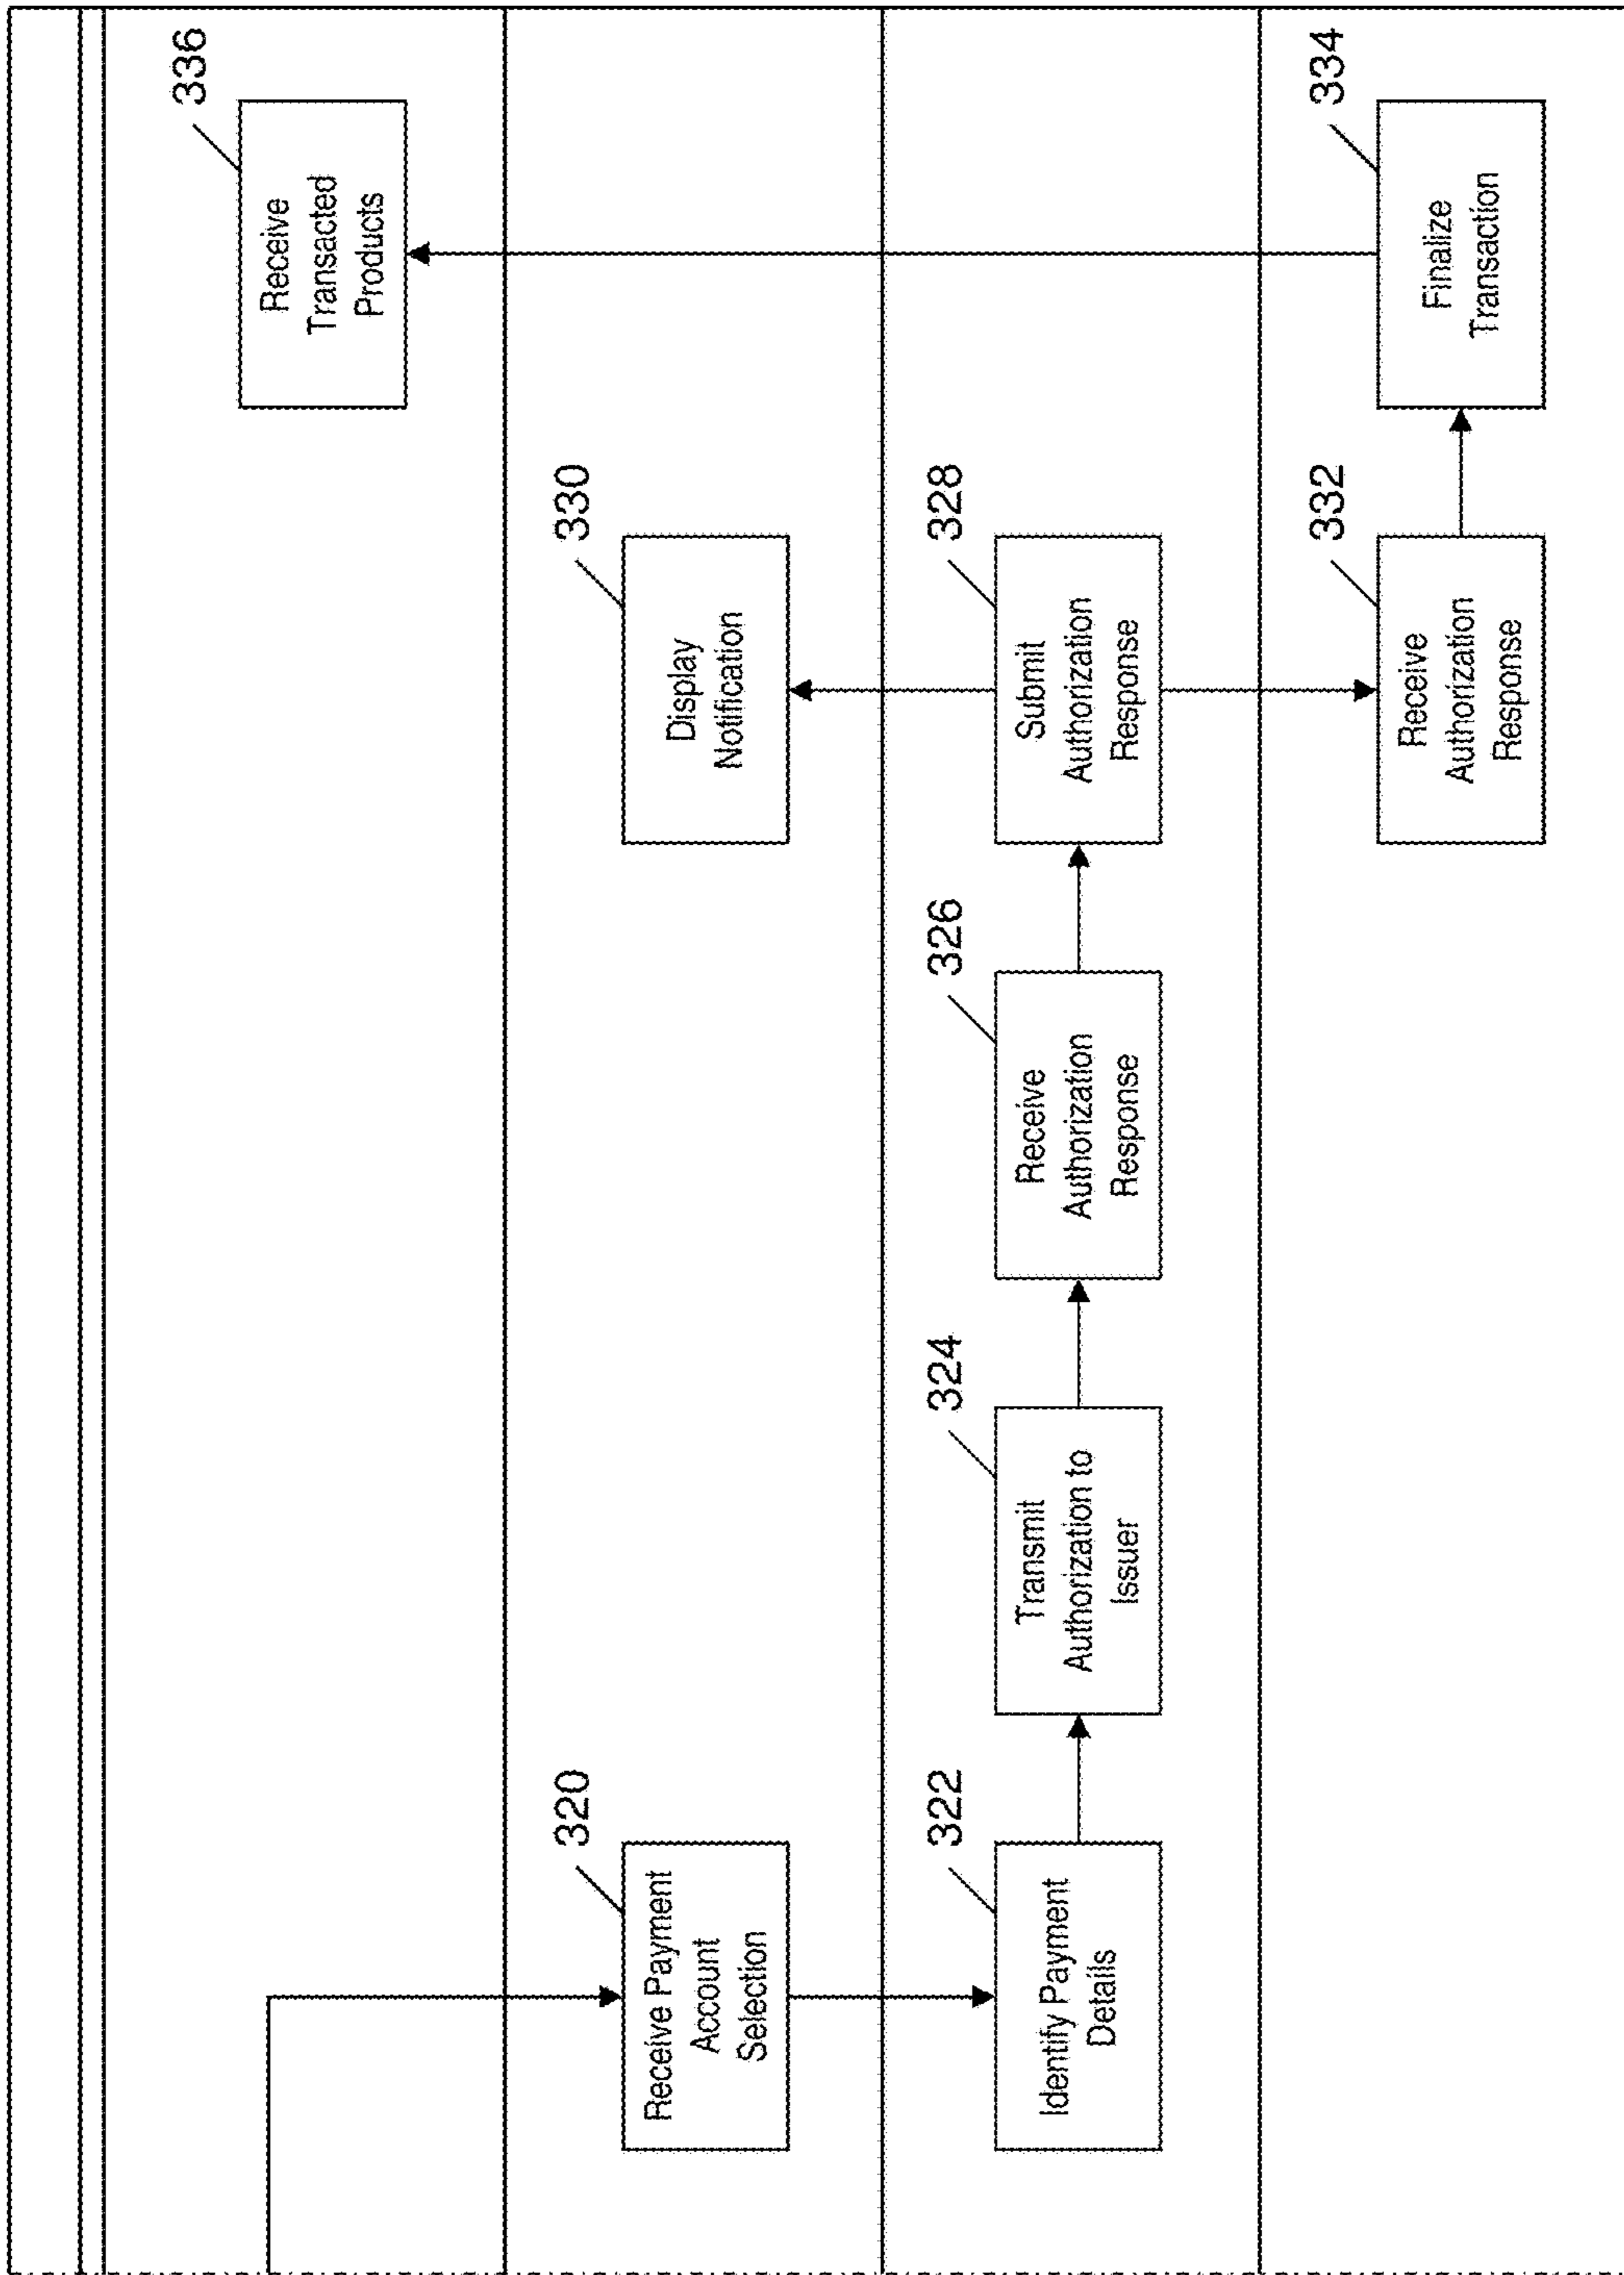 336
Receive
Transacted
Products
320
Receive Payment
Account
Selection
330
Display
Notification
322
Identify Payment
Details
324
Transmit
Authorization to
Issuer
326
Receive
Authorization
Response
328
Submit
Authorization
Response
332
Receive
Authorization
Response
334
Finalize
Transaction